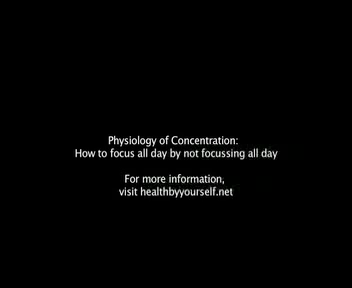 Physiology of Concentration:
How to focus all day by not focussing all day
For more information,
visit healthbyyourself.net